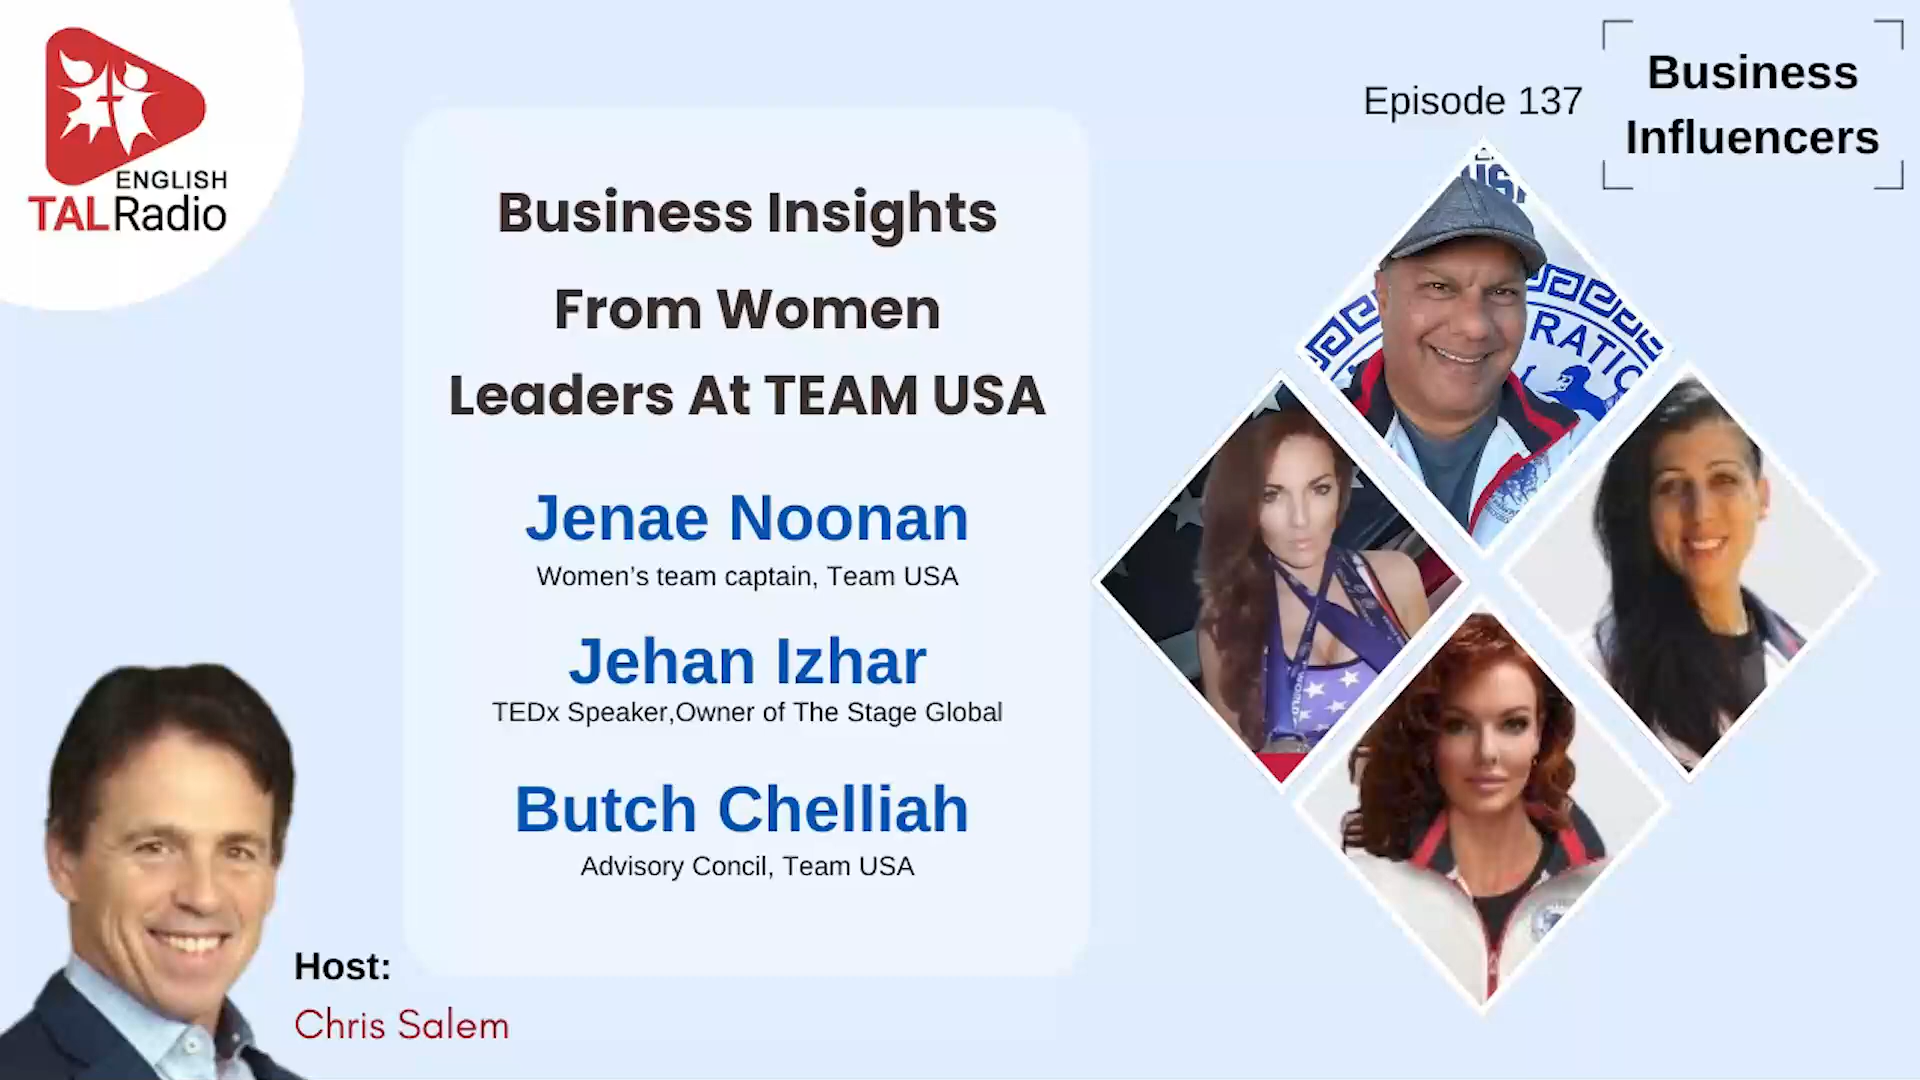 ENGLISH
TALRadio
Episode 137
Business
Influencers
Business Insights
From Women
Leaders At TEAM USA
Jenae Noonan
Women's team captain, Team USA
Jehan Izhar
TEDx Speaker,Owner of The Stage Global
Butch Chelliah
Advisory Concil, Team USA
Host:
Chris Salem
RATIO